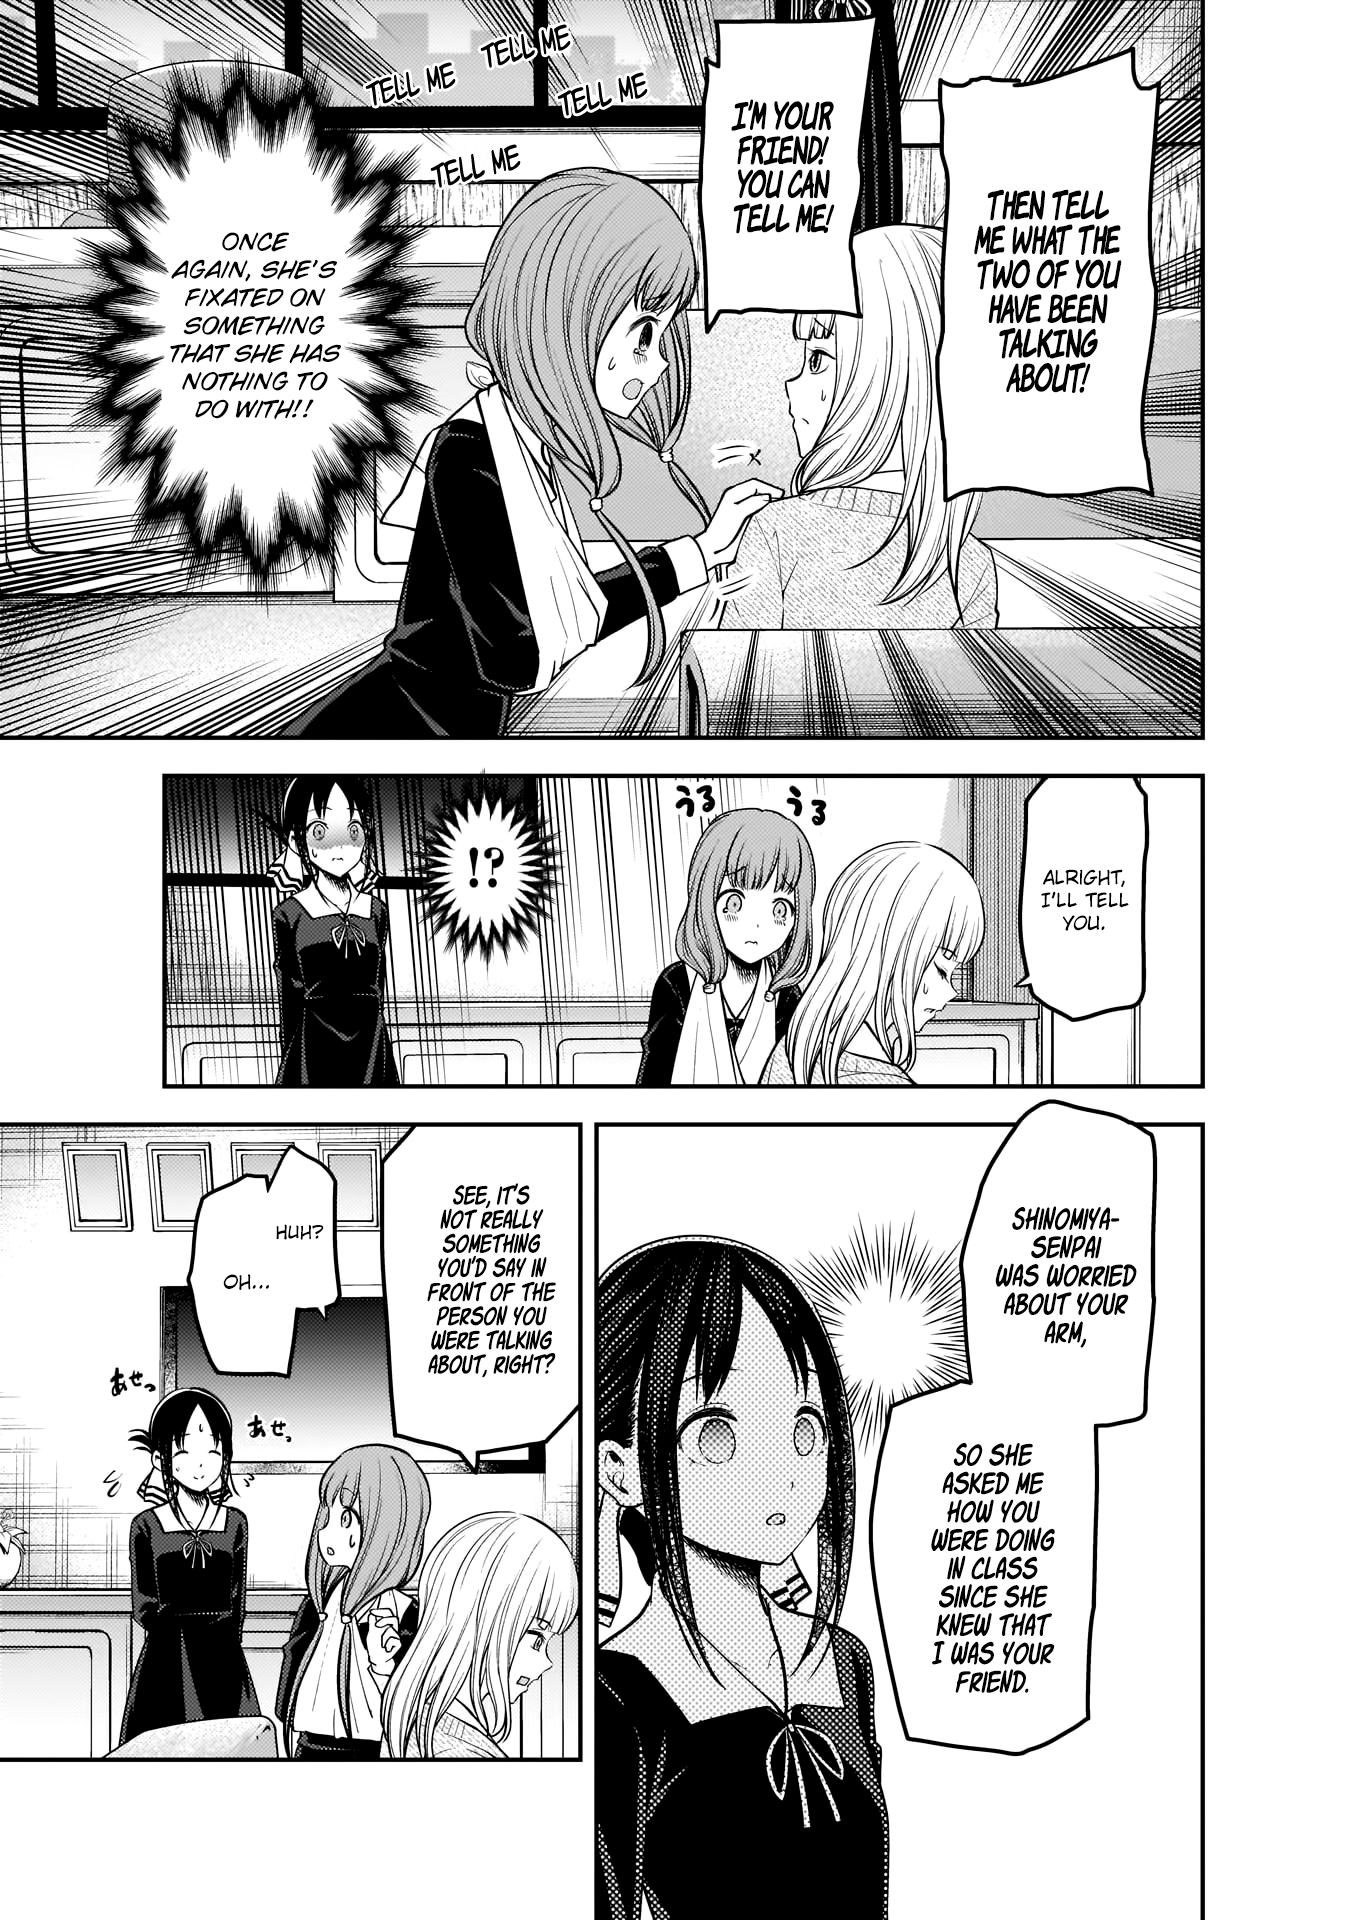 THEN TELL
ME WHAT THE
TWO OF YOU
HAVE BEEN
TALKING
ABOUT!
I'M YOUR
FRIEND!
YOU CAN
TELL ME!
TELL ME
TELL ME
TELL ME
TELL ME
ONCE
AGAIN, SHE'S
FIXATED ON
SOMETHING
THAT SHE HAS
NOTHING TO
DO WITH!!
ALRIGHT,
I'LL TELL
YOU.
うる
うる
!?
SHINOMIYA-
SENPAI
WAS WORRIED
ABOUT YOUR
ARM,
SO SHE
ASKED ME
HOW YOU
WERE DOING
IN CLASS
SINCE SHE
KNEW THAT
I WAS YOUR
FRIEND.
SEE, IT'S
NOT REALLY
SOMETHING
YOU'D SAY IN
FRONT OF THE
PERSON YOU
WERE TALKING
ABOUT, RIGHT?
HUH?
OH...
あせっ
あせっ